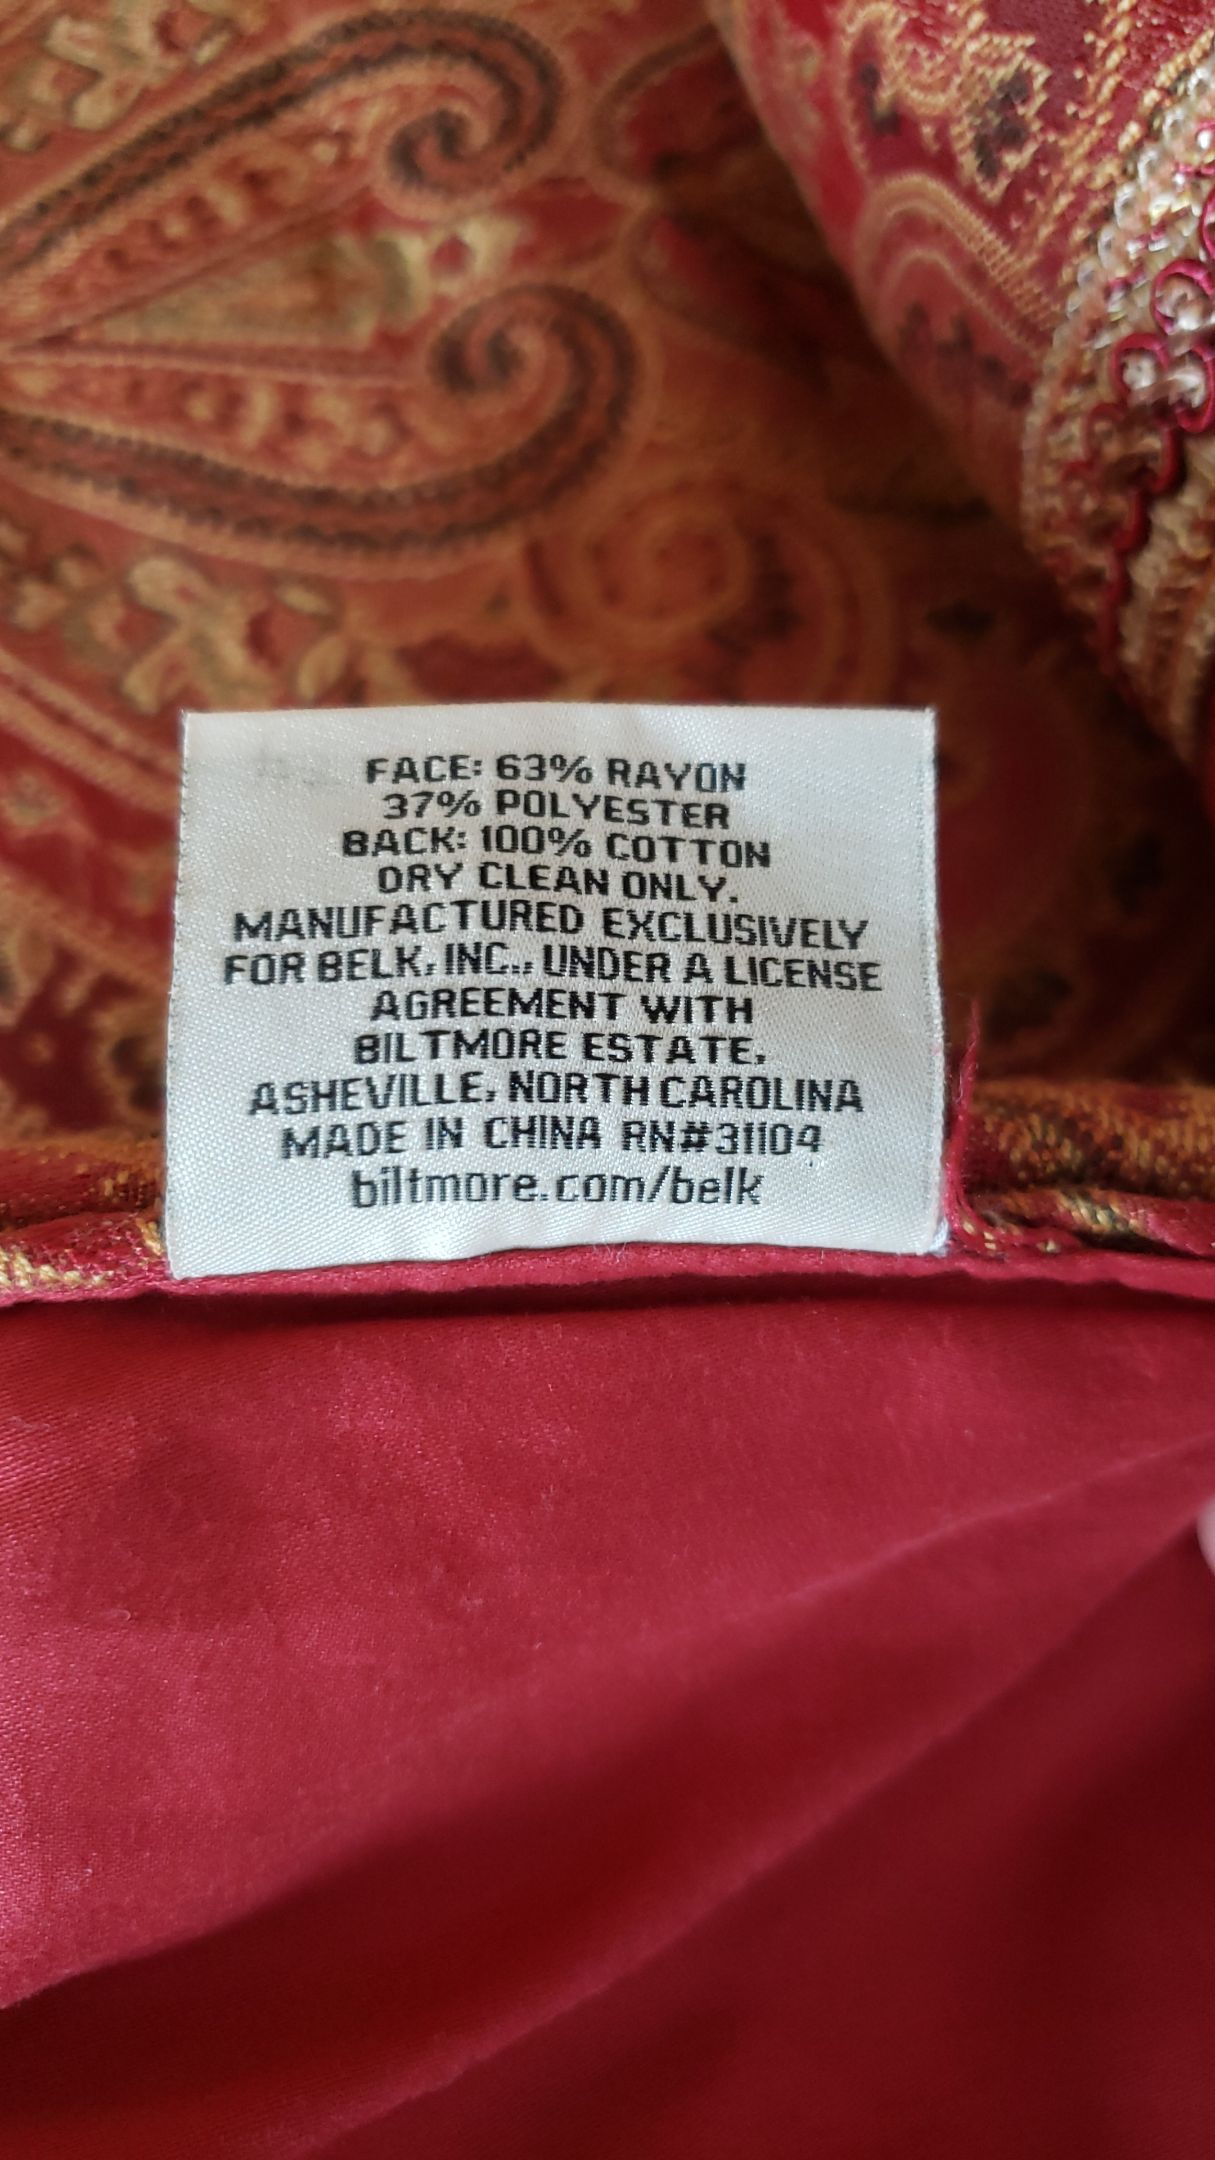 FACE: 63% RAYON
37% POLYESTER
BACK: 100% COTTON
DRY CLEAN ONLY.
MANUFACTURED EXCLUSIVELY
FOR BELK, INC., UNDER A LICENSE
AGREEMENT WITH
BILTMORE ESTATE,
ASHEVILLE, NORTH CAROLINA
MADE IN CHINA RN#31104
biltmore.com/belk